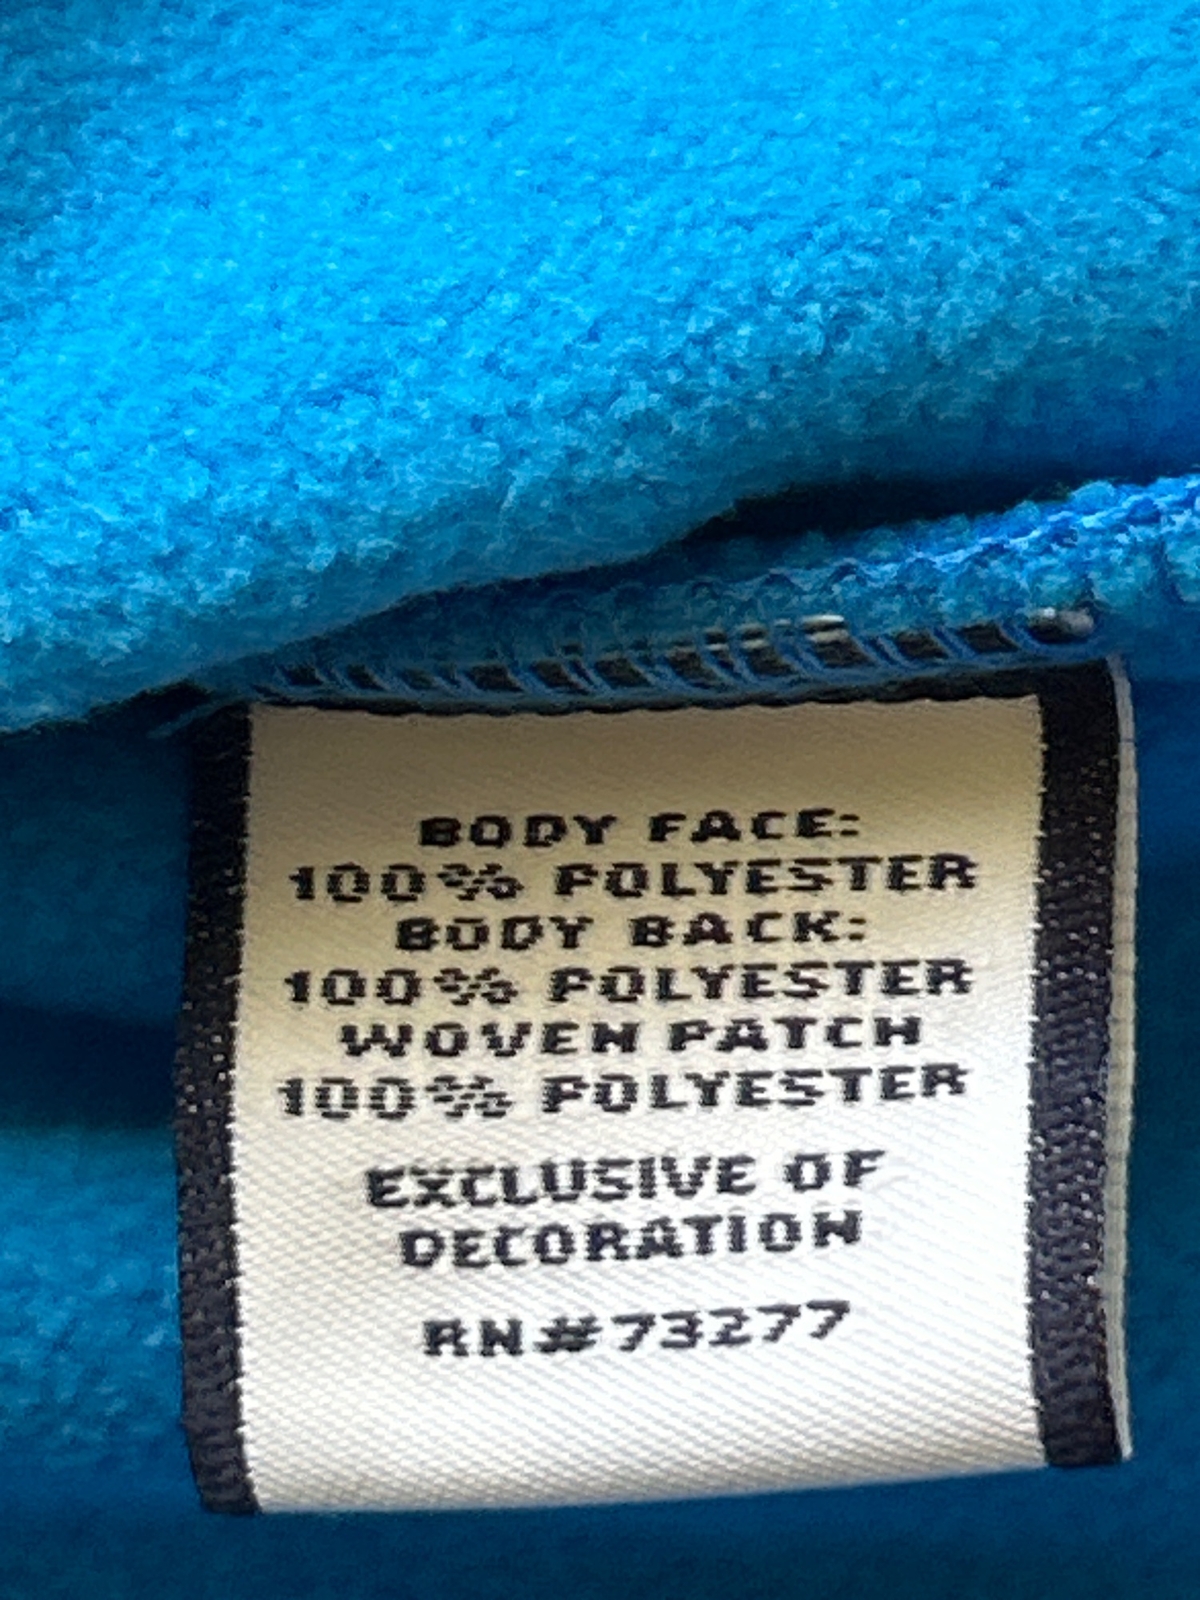 BODY FACE:
100% POLYESTER
BODY BACK:
100% POLYESTER
WOVEN PATCH
100% POLYESTER
EXCLUSIVE OF
DECORATION
RN#73277